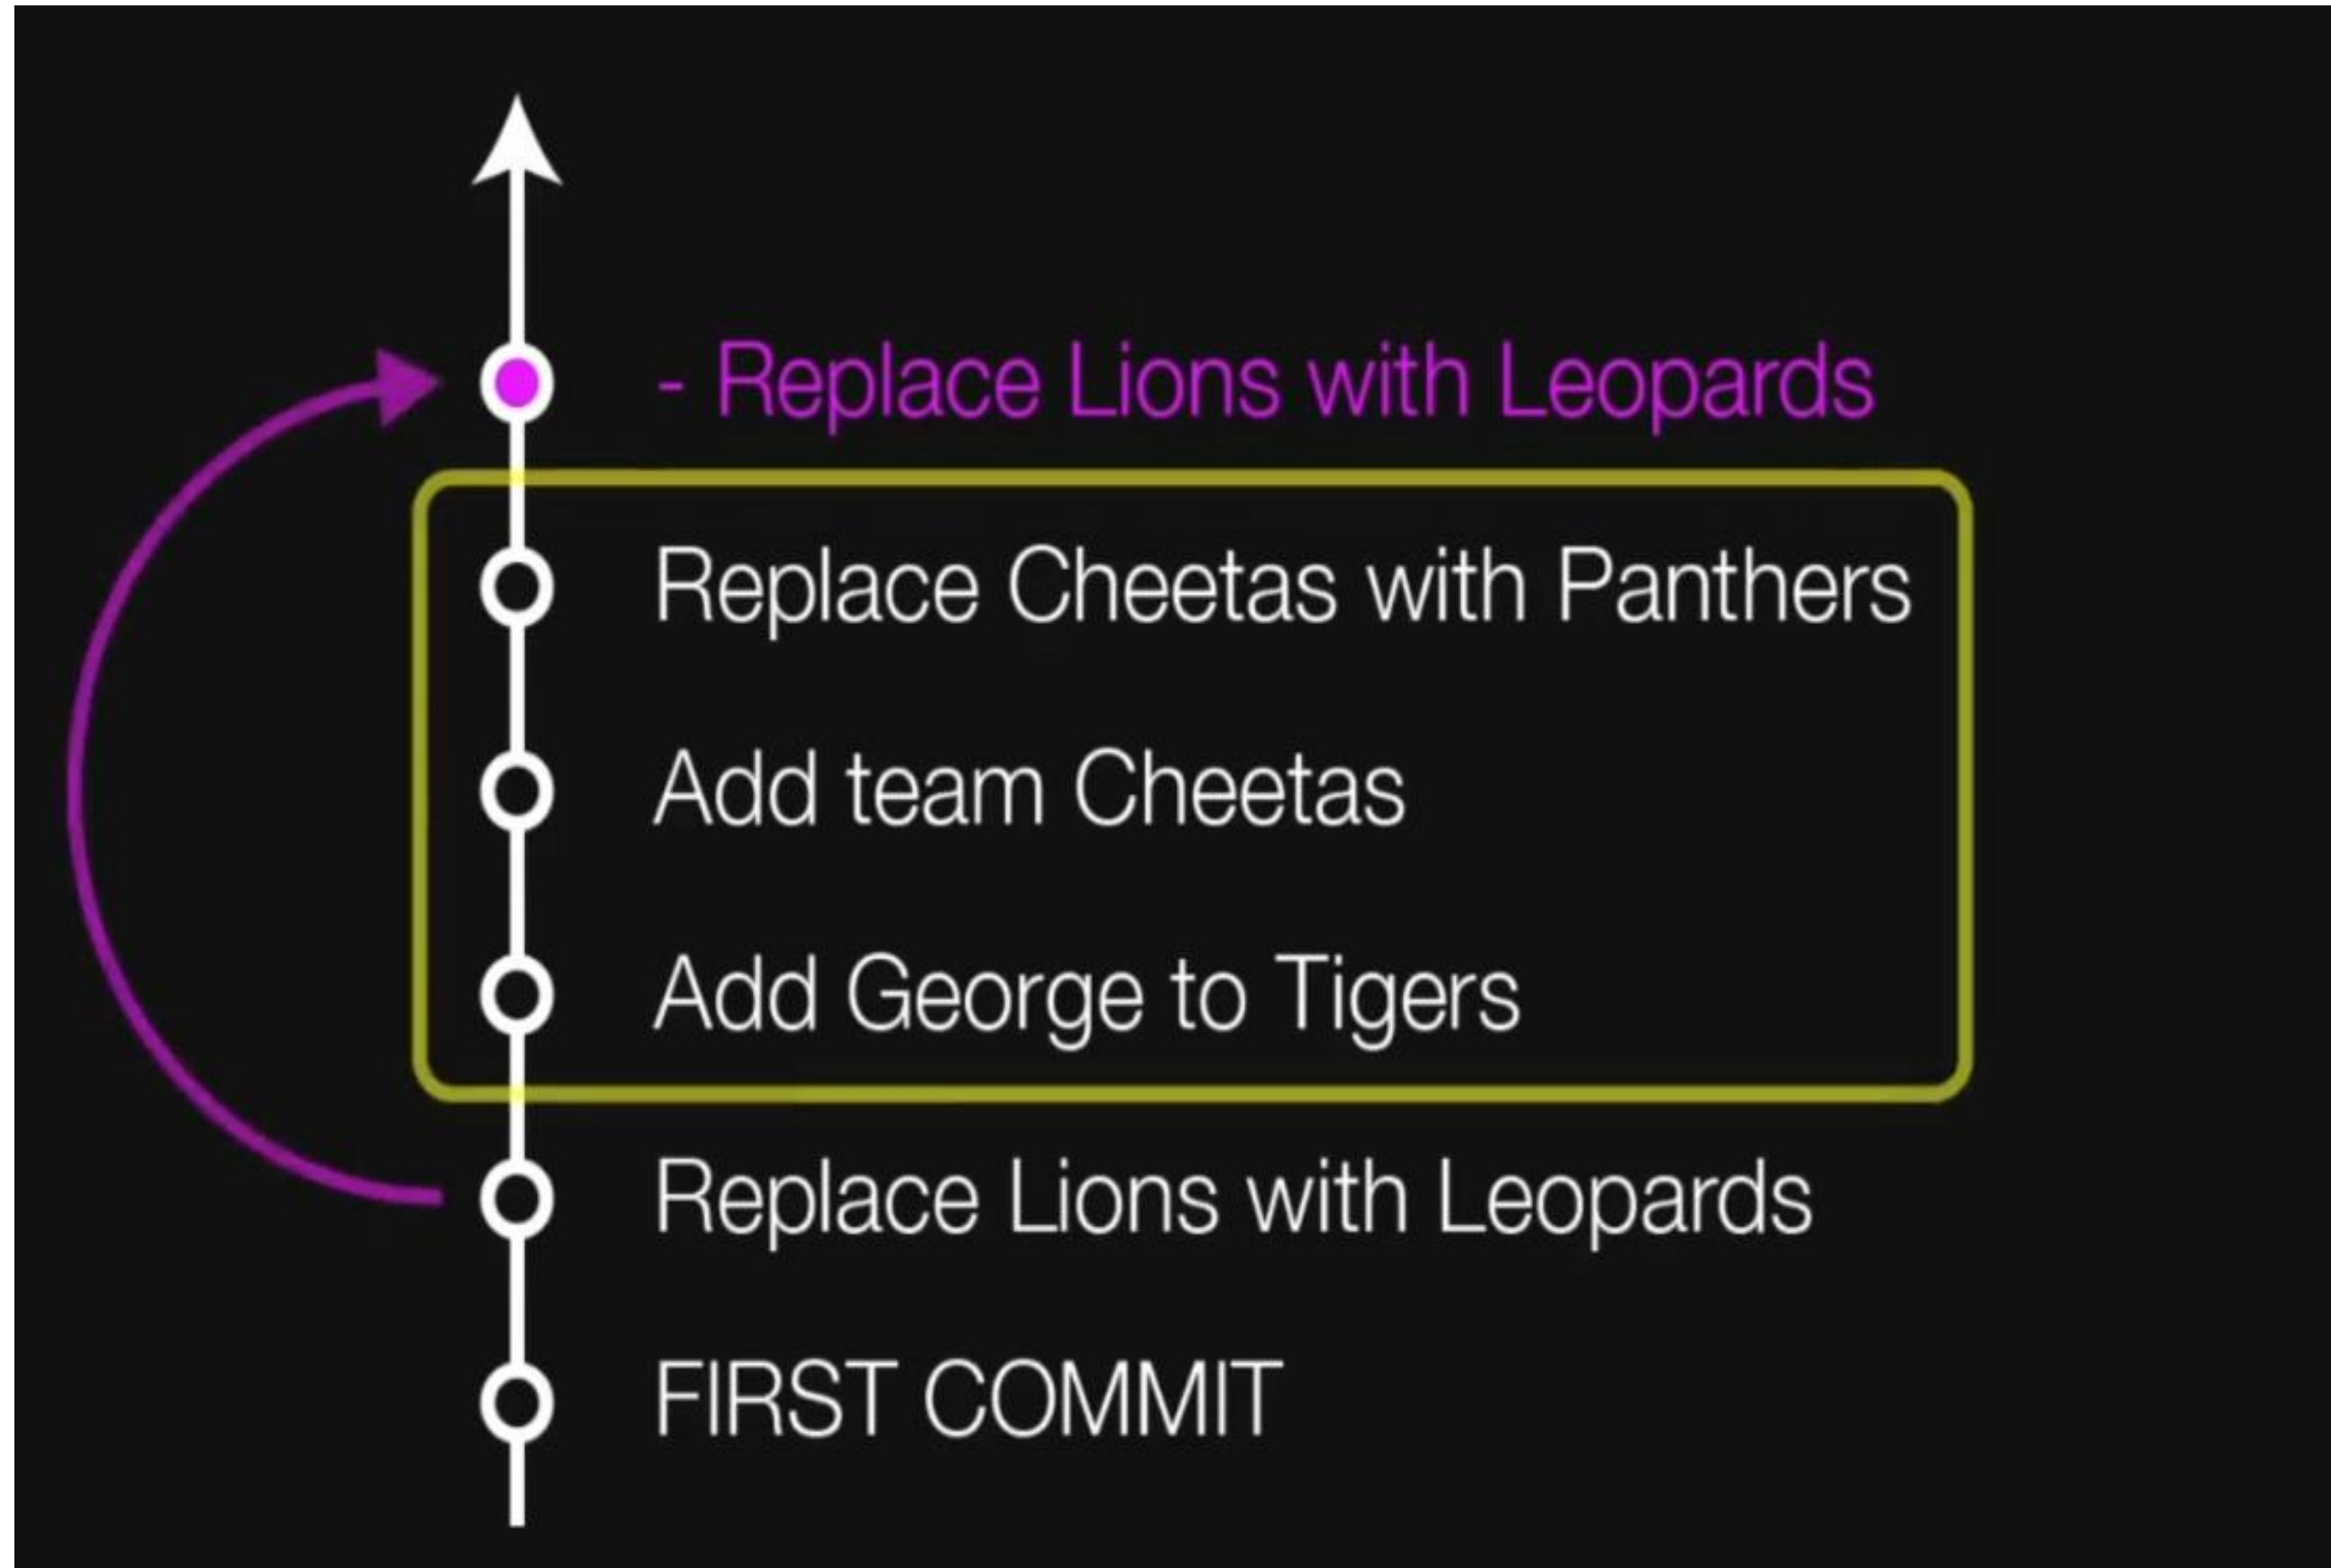 - Replace Lions with Leopards
Replace Cheetas with Panthers
Add team Cheetas
Add George to Tigers
Replace Lions with Leopards
FIRST COMMIT